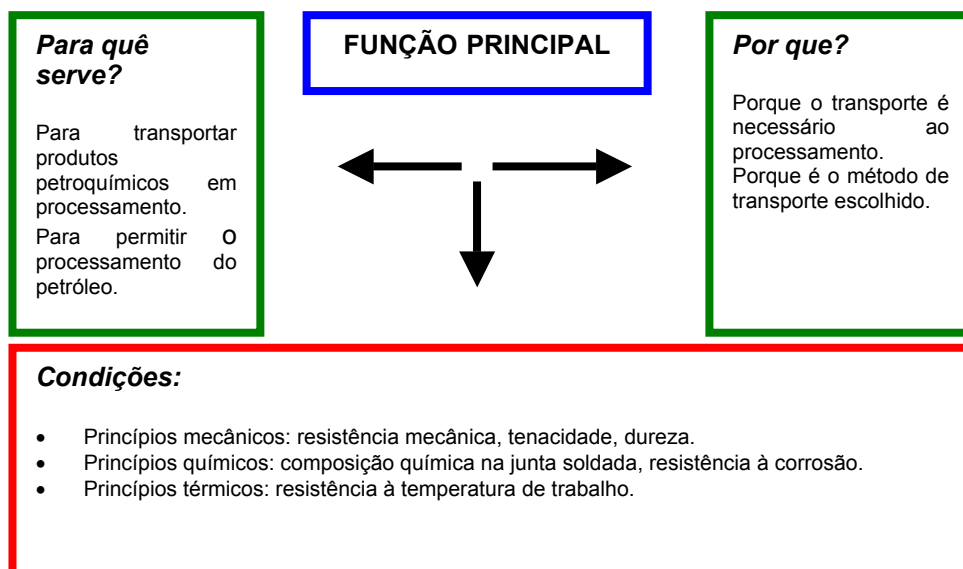 Para quê
serve?
Para transportar
produtos
petroquímicos em
processamento.
Para permitir o
processamento do
petróleo.
FUNÇÃO PRINCIPAL
Por que?
Porque o transporte é
necessário ao
processamento.
Porque é o método de
transporte escolhido.
Condições:
• Princípios mecânicos: resistência mecânica, tenacidade, dureza.
• Princípios químicos: composição química na junta soldada, resistência à corrosão.
• Princípios térmicos: resistência à temperatura de trabalho.